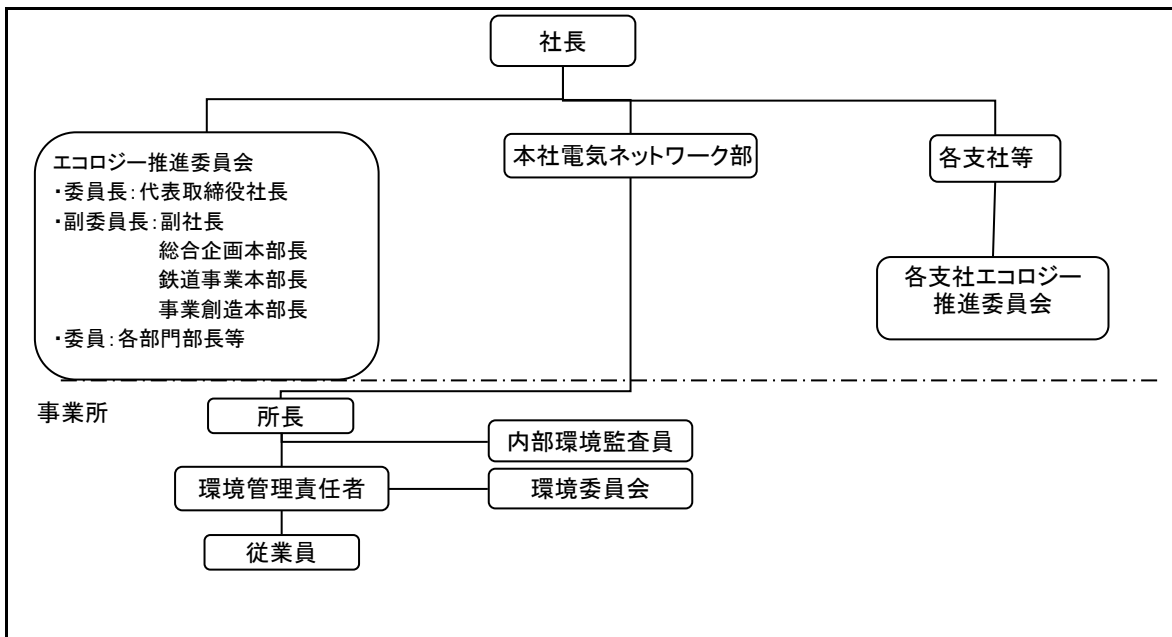 社長
エコロジー推進委員会
・委員長:代表取締役社長
・副委員長:副社長
総合企画本部長
鉄道事業本部長
事業創造本部長
・委員:各部門部長等
本社電気ネットワーク部
各支社等
各支社エコロジー
推進委員会
事業所
所長
内部環境監査員
環境管理責任者
環境委員会
従業員